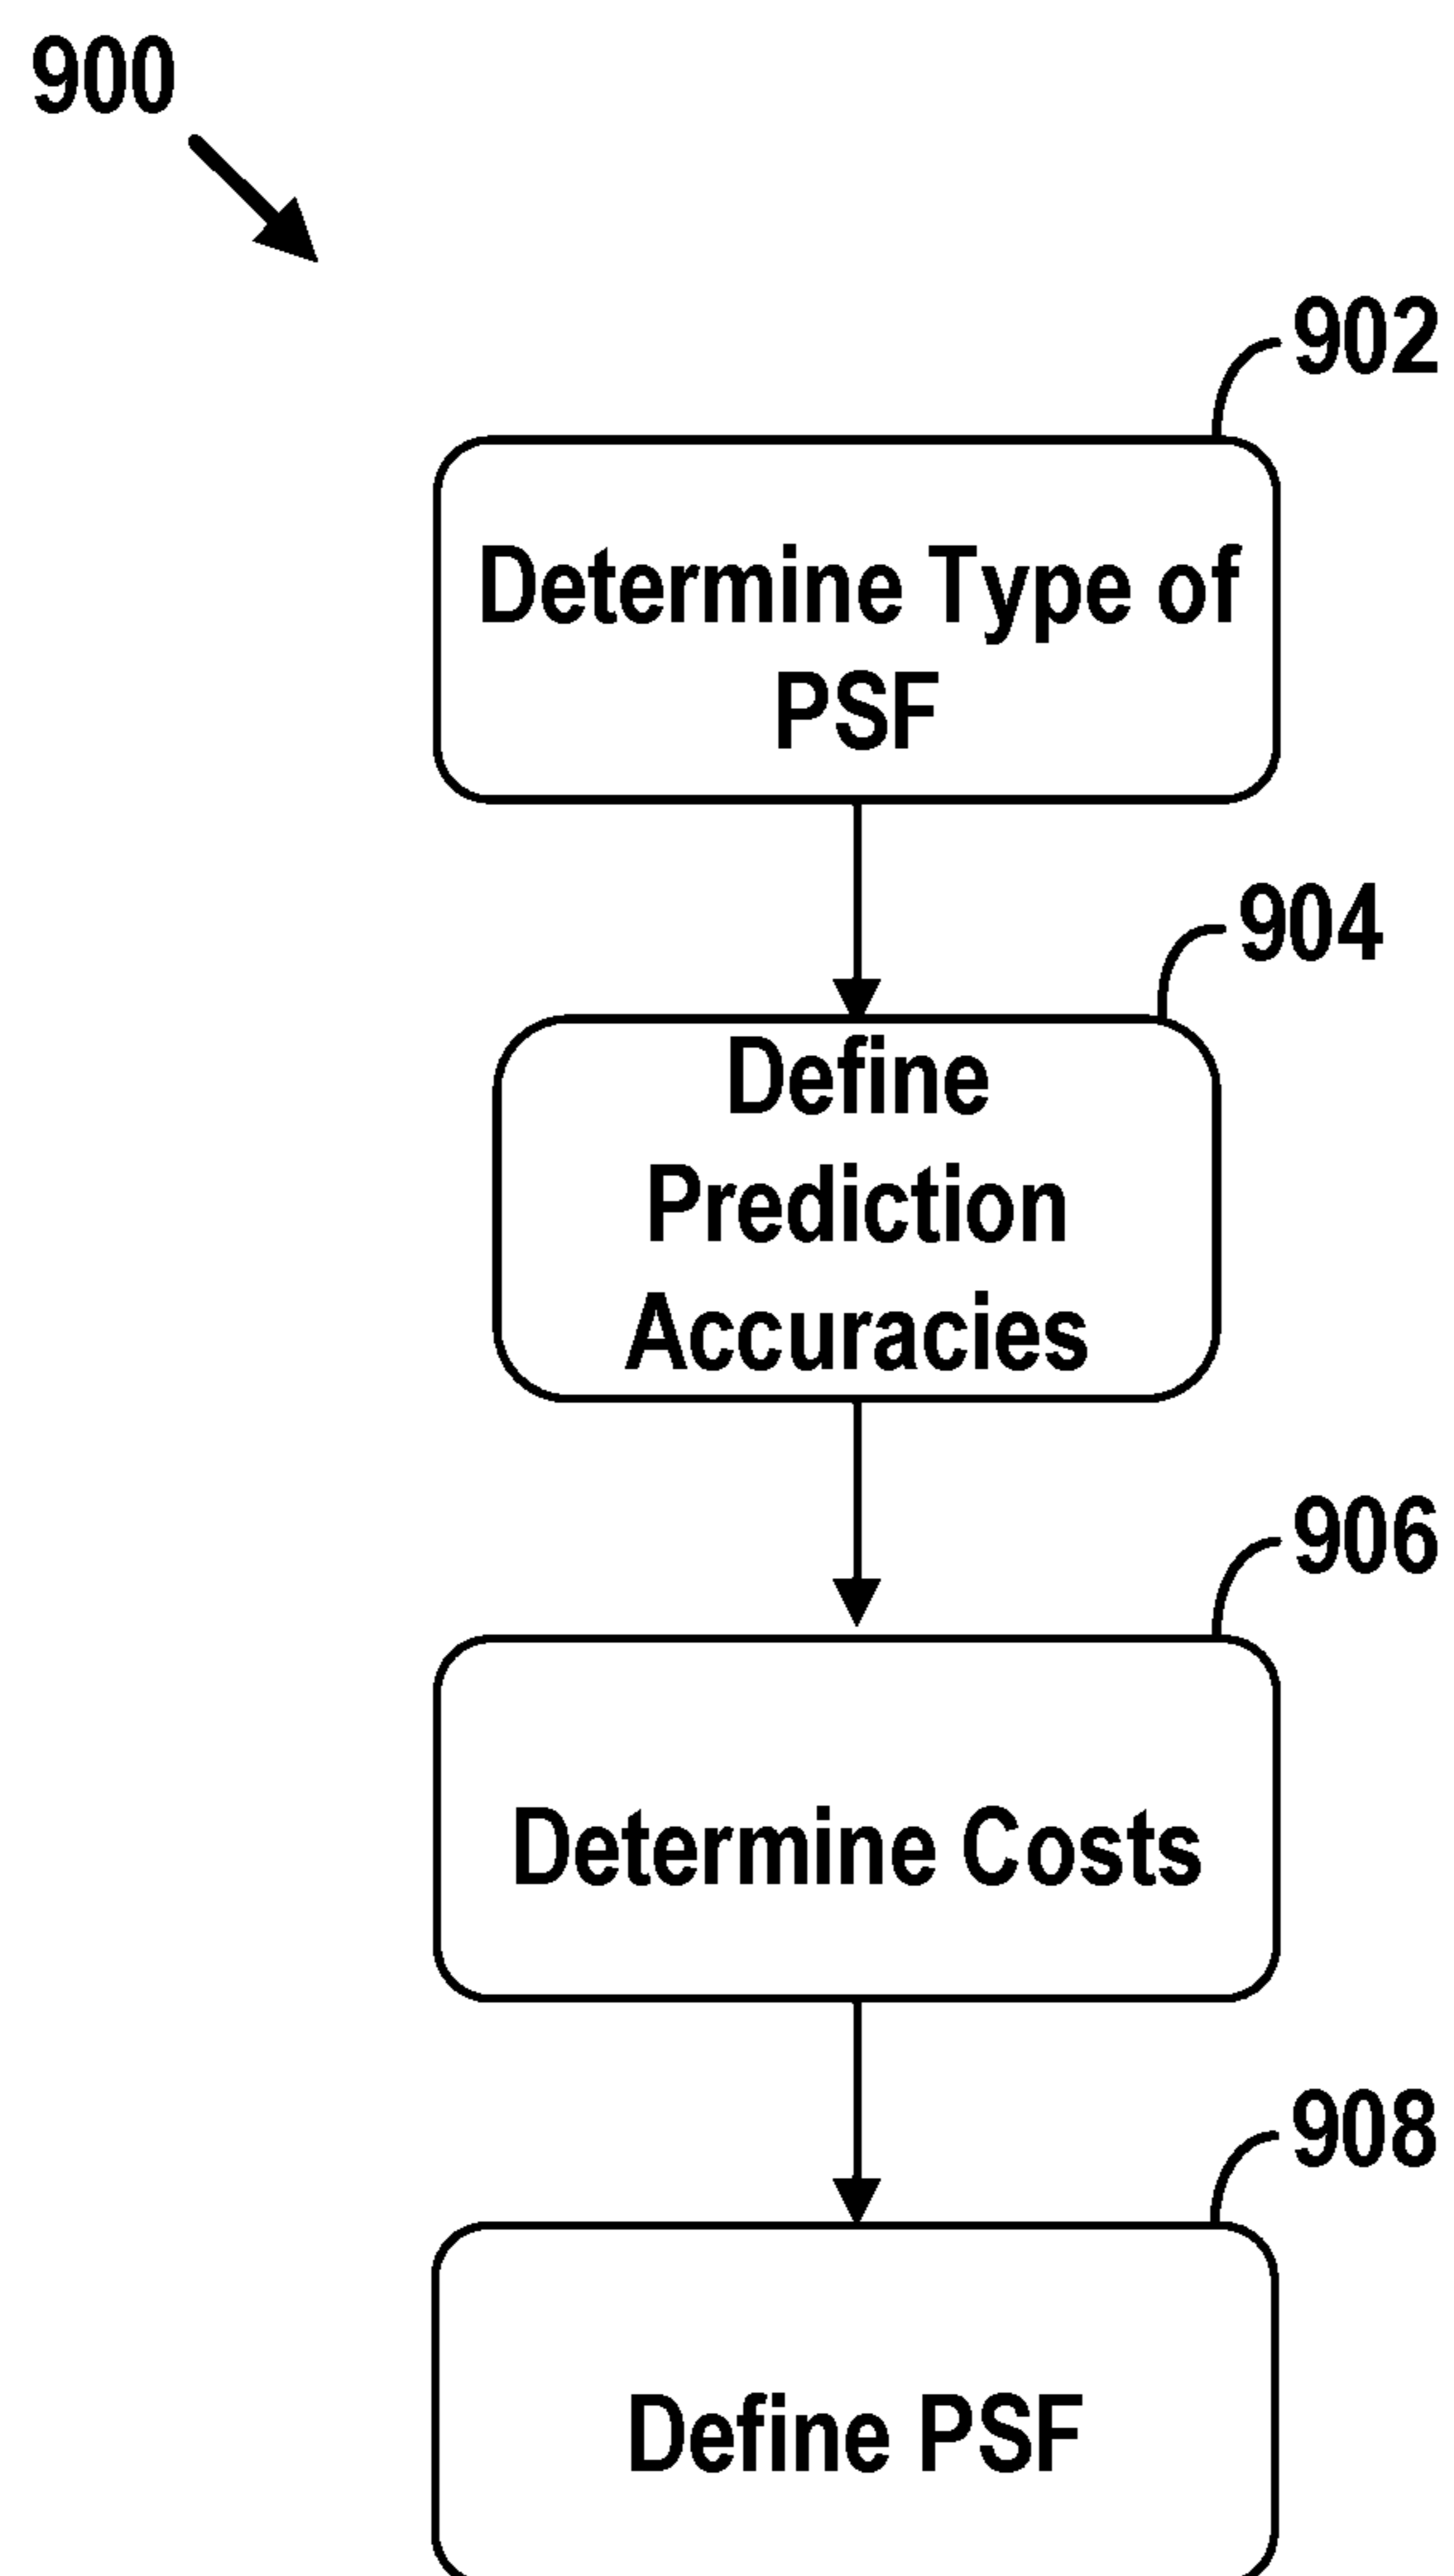 900
902
Determine Type of
PSF
904
Define
Prediction
Accuracies
906
Determine Costs
908
Define PSF